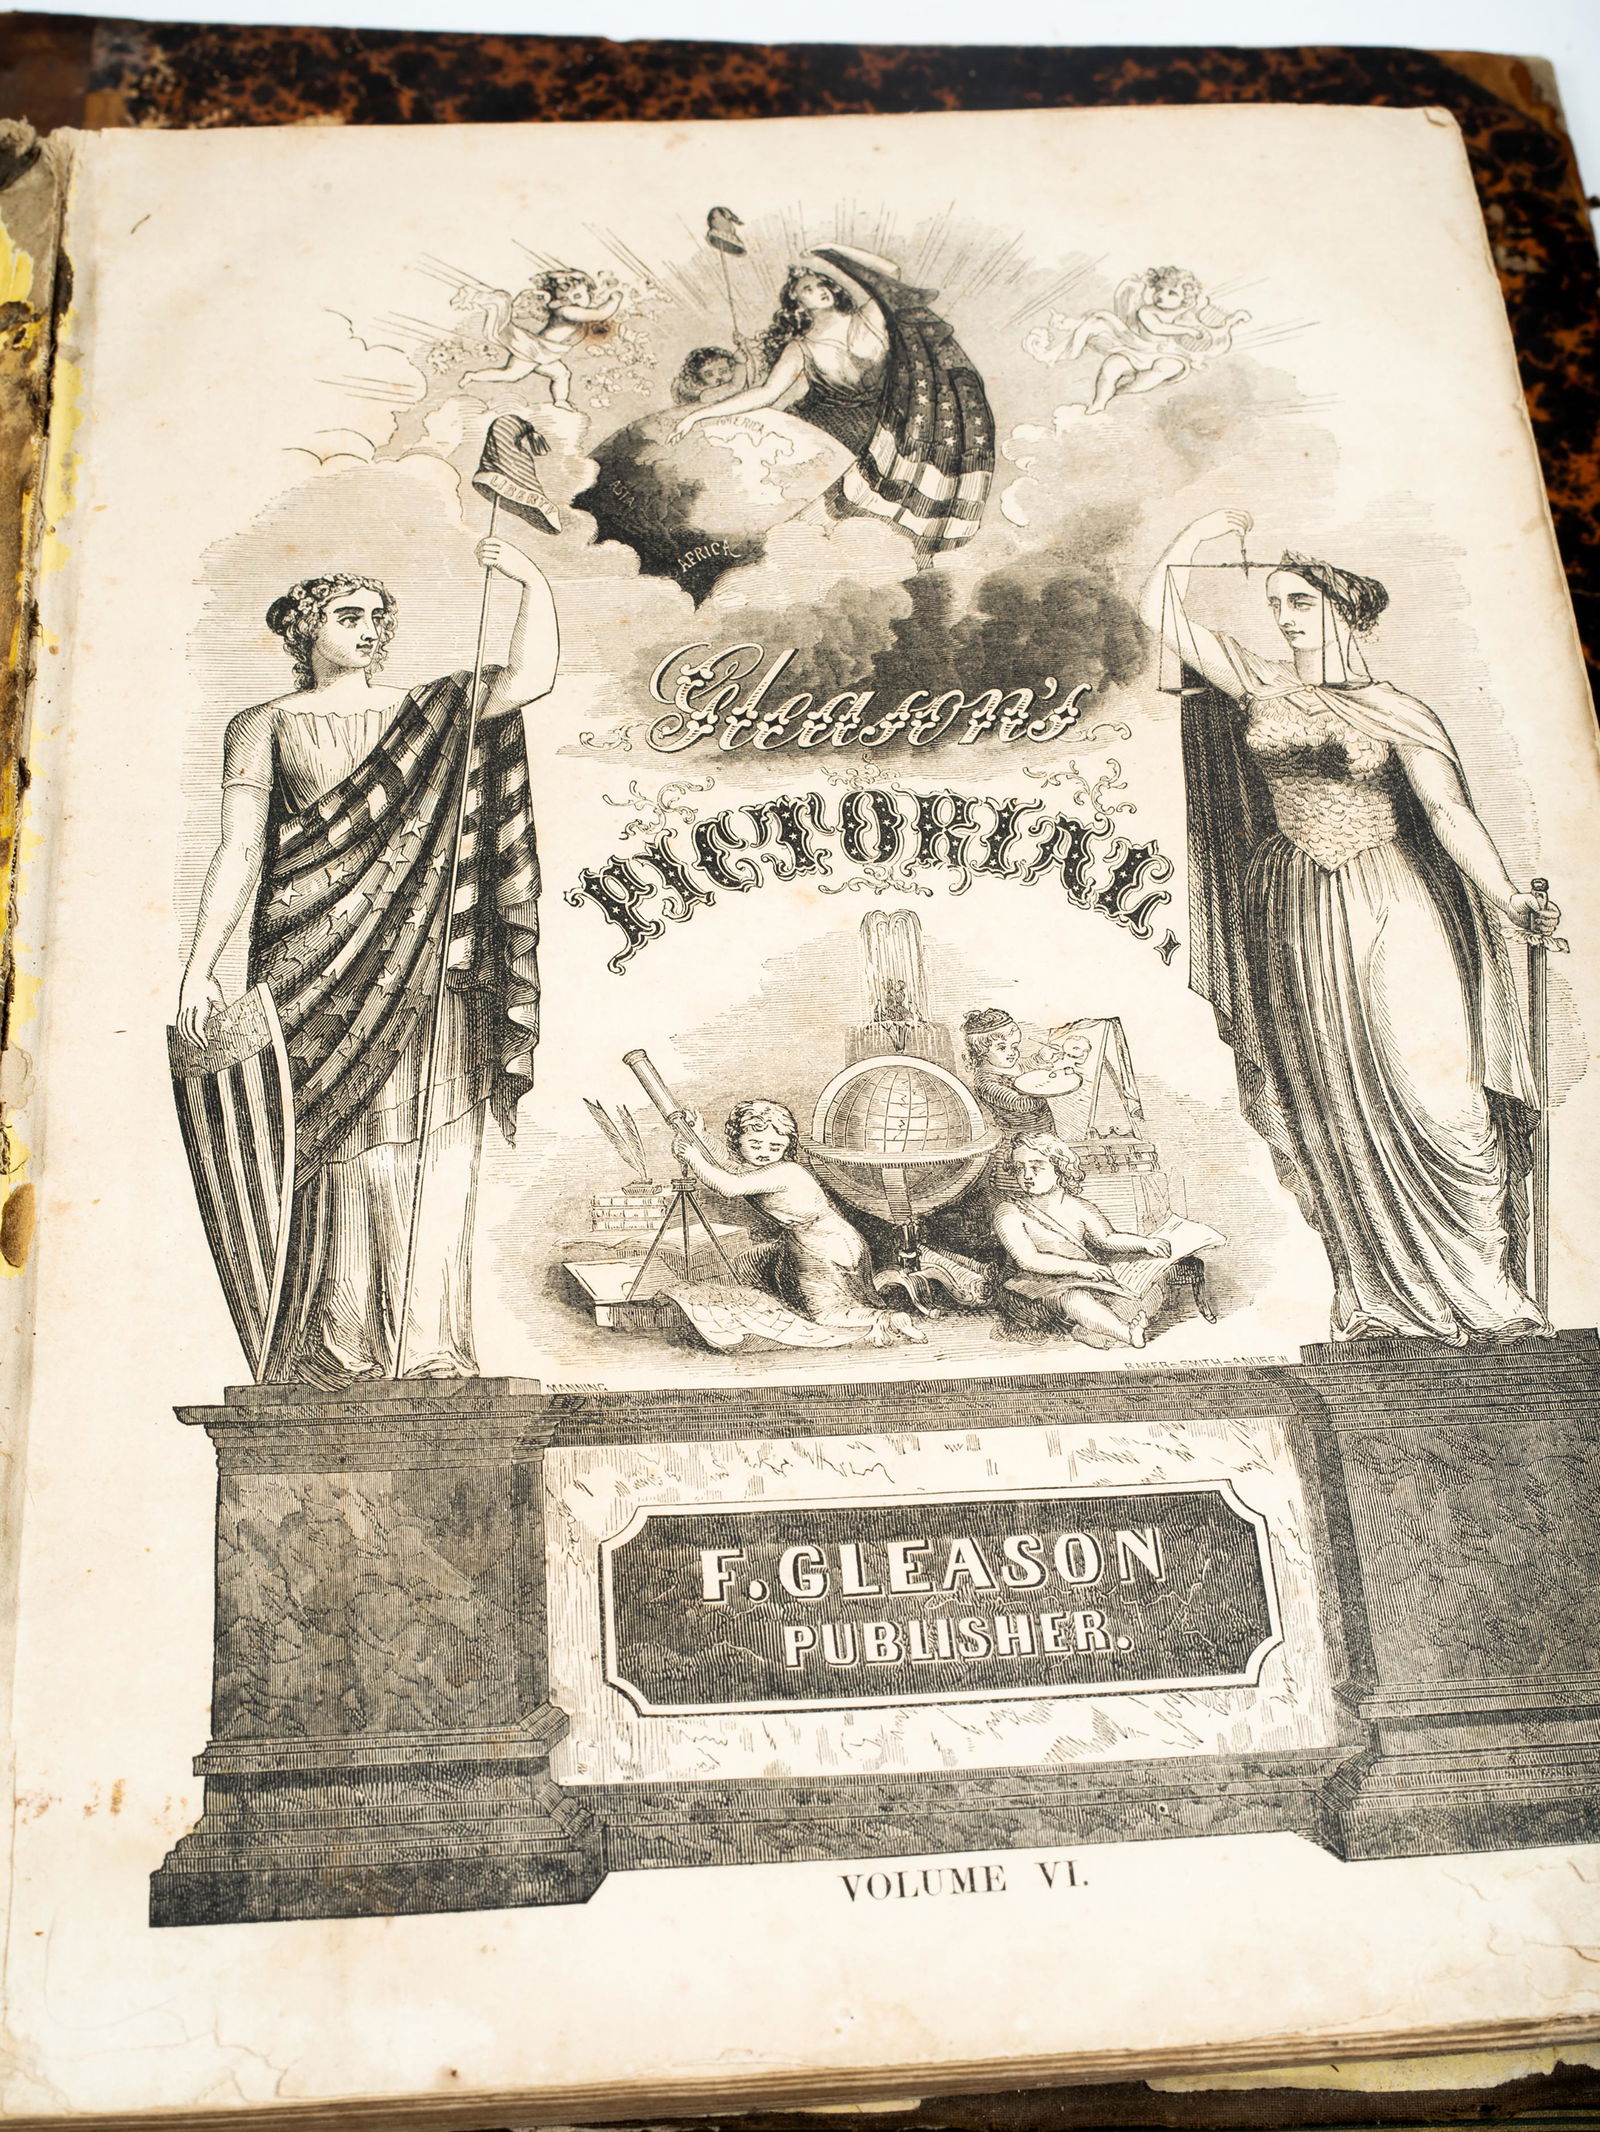 AMERICA
LIBERTY
ASIA
AFRICA
Gleason's
PICTORIAL.
MANNING
BAKER=SMITH=ANDREW
F. GLEASON
PUBLISHER.
VOLUME VI.